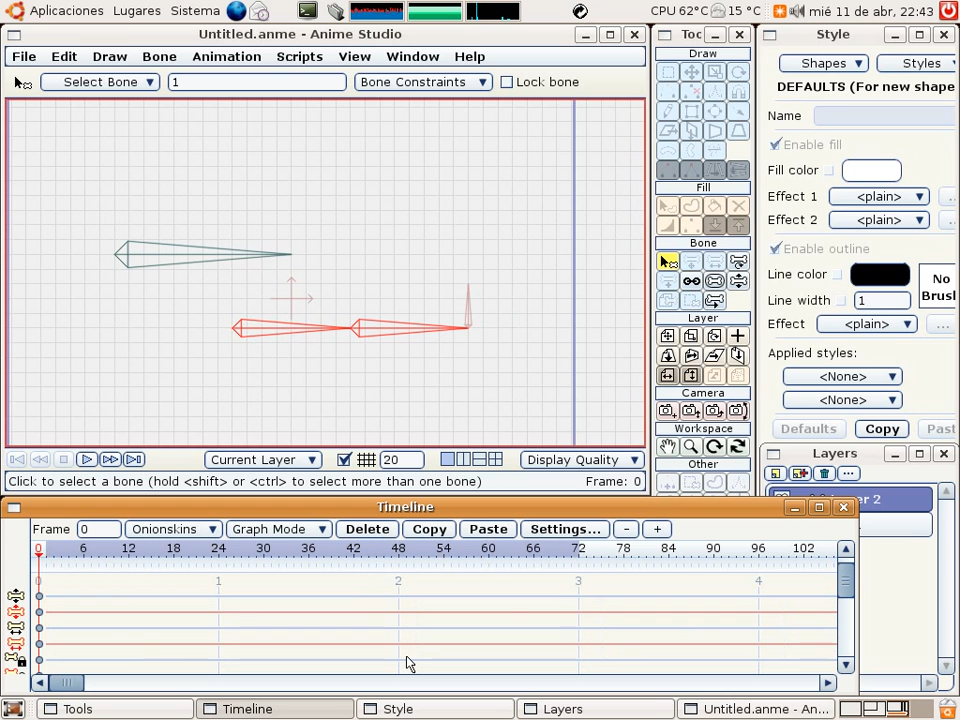 Aplicaciones Lugares Sistema CPU 62°C 15 °C mié 11 de abr, 22:43
Untitled.anme - Anime Studio
File Edit Draw Bone Animation Scripts View Window Help
Select Bone 1 Bone Constraints Lock bone
Current Layer 20 Display Quality
Click to select a bone (hold <shift> or <ctrl> to select more than one bone) Frame: 0
Draw
Fill
Bone
Layer
Camera
Workspace
Other
Style
Shapes Styles
DEFAULTS (For new shape
Name
Enable fill
Fill color
Effect 1 <plain>
Effect 2 <plain>
Enable outline
Line color
No
Brus
Line width 1
Effect <plain> ...
Applied styles:
<None>
<None>
Defaults Copy Past
Layers
2
Timeline
Frame 0 Onionskins Graph Mode Delete Copy Paste Settings... - +
0 6 12 18 24 30 36 42 48 54 60 66 72 78 84 90 96 102
0 1 2 3 4
Tools Timeline Style Layers Untitled.anme - An...